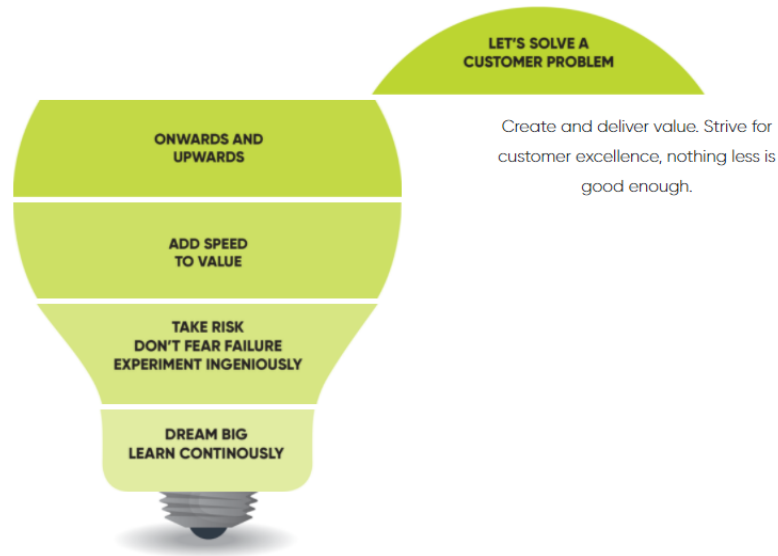 LET'S SOLVE A
CUSTOMER PROBLEM
Create and deliver value. Strive for
customer excellence, nothing less is
good enough.
ONWARDS AND
UPWARDS
ADD SPEED
TO VALUE
TAKE RISK
DON'T FEAR FAILURE
EXPERIMENT INGENIOUSLY
DREAM BIG
LEARN CONTINOUSLY